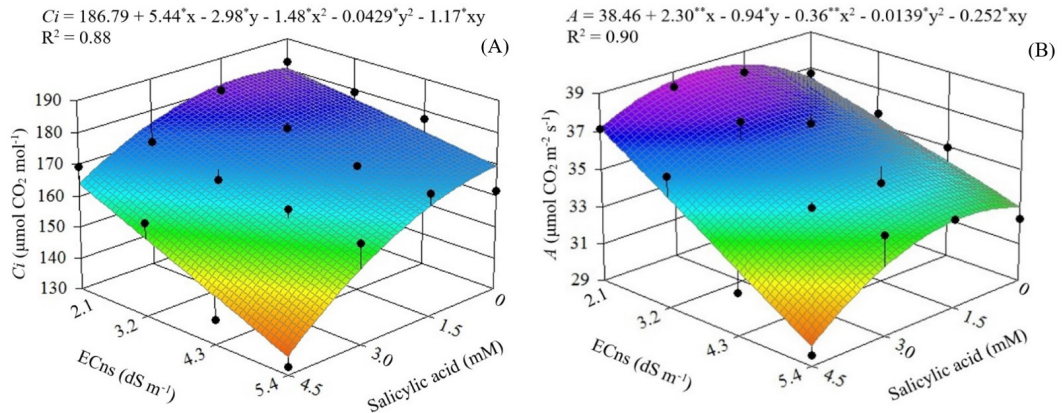 Ci = 186.79 + 5.44*x - 2.98*y - 1.48*x² - 0.0429*y² - 1.17*xy
R² = 0.88
(A)
190
180
170
160
150
140
130
Ci (µmol CO₂ mol⁻¹)
2.1
3.2
4.3
5.4
ECns (dS m⁻¹)
0
1.5
3.0
4.5
Salicylic acid (mM)
A = 38.46 + 2.30**x - 0.94*y - 0.36**x² - 0.0139*y² - 0.252*xy
R² = 0.90
(B)
39
37
35
33
31
29
A (µmol CO₂ m⁻² s⁻¹)
2.1
3.2
4.3
5.4
ECns (dS m⁻¹)
0
1.5
3.0
4.5
Salicylic acid (mM)